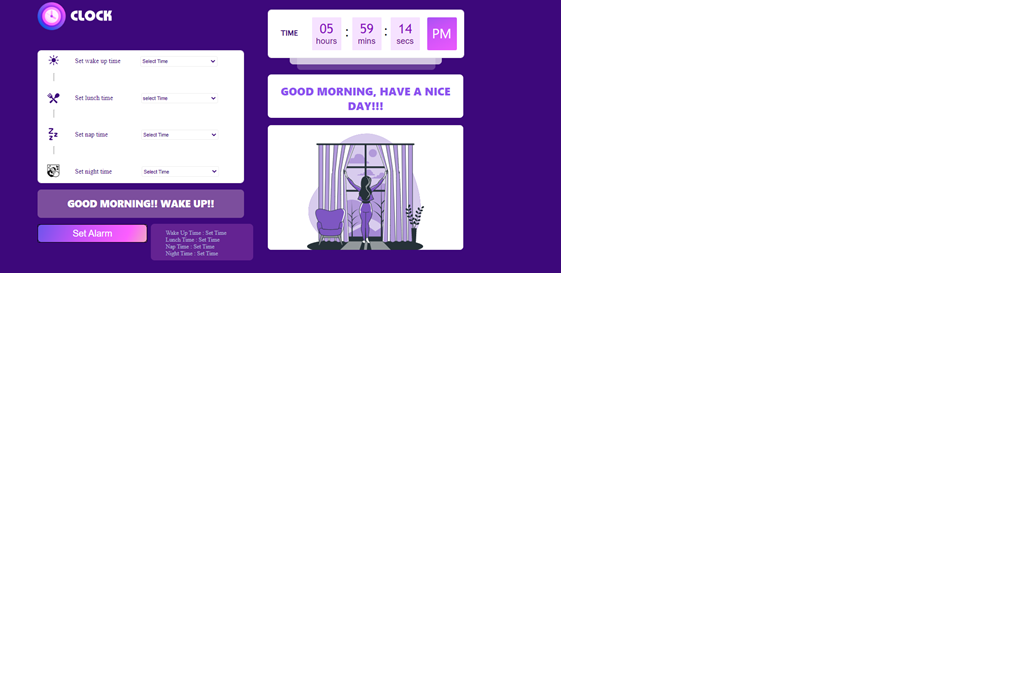 CLOCK
TIME
05 : 59 : 14 PM
hours mins secs
Set wake up time Select Time
Set lunch time select Time
Set nap time Select Time
Set night time Select Time
GOOD MORNING!! WAKE UP!!
Set Alarm
Wake Up Time : Set Time
Lunch Time : Set Time
Nap Time : Set Time
Night Time : Set Time
GOOD MORNING, HAVE A NICE
DAY!!!